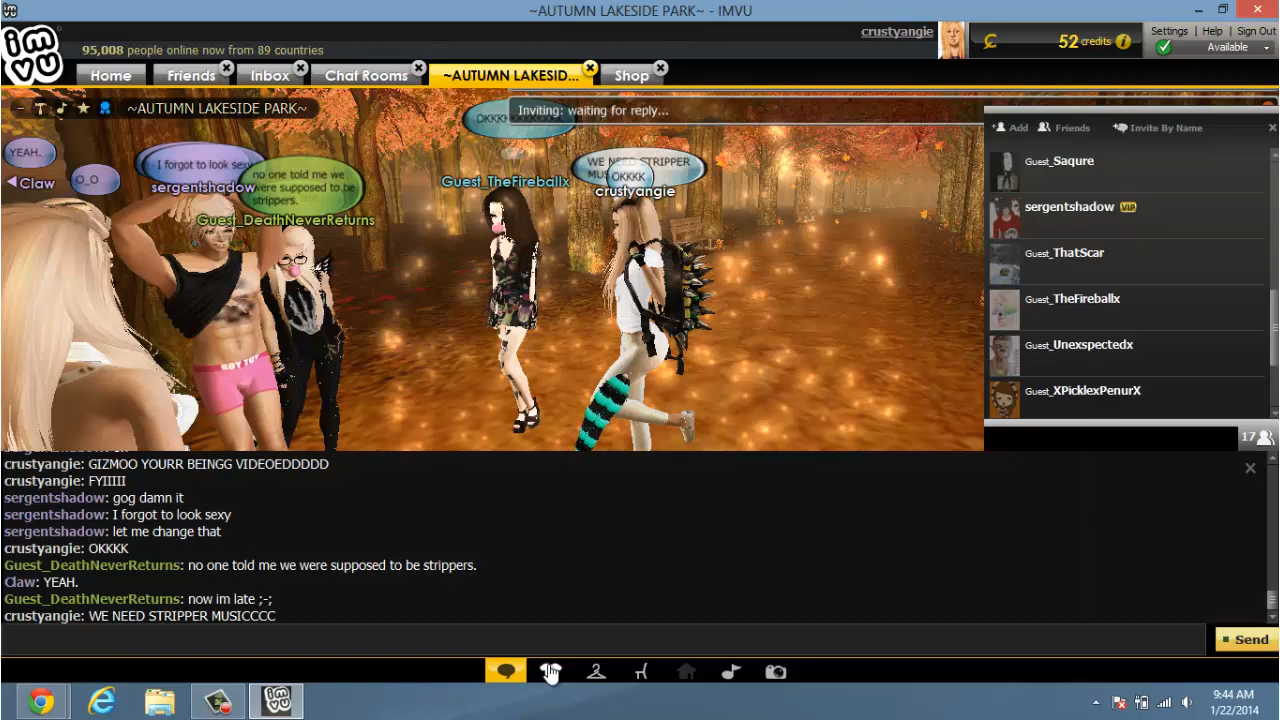 ~AUTUMN LAKESIDE PARK~ - IMVU
imvu
95,008 people online now from 89 countries
crustyangie
52 credits
Settings | Help | Sign Out
Available
Home
Friends
Inbox
Chat Rooms
~AUTUMN LAKESID...
Shop
~AUTUMN LAKESIDE PARK~
Inviting: waiting for reply...
Add
Friends
Invite By Name
YEAH.
Claw
O_O
I forgot to look sexy
sergentshadow
no one told me we
were supposed to be
strippers.
Guest_DeathNeverReturns
Guest_TheFireballx
WE NEED STRIPPER
OKKKK
crustyangie
BOY TOY
Guest_Saqure
sergentshadow VIP
Guest_ThatScar
Guest_TheFireballx
Guest_Unexpectedx
Guest_XPicklexPenurX
17
crustyangie: GIZMOO YOURR BEINGG VIDEOEDDDDD
crustyangie: FYIIIII
sergentshadow: gog damn it
sergentshadow: I forgot to look sexy
sergentshadow: let me change that
crustyangie: OKKKK
Guest_DeathNeverReturns: no one told me we were supposed to be strippers.
Claw: YEAH.
Guest_DeathNeverReturns: now im late ;-;
crustyangie: WE NEED STRIPPER MUSICCCC
Send
imvu
9:44 AM
1/22/2014